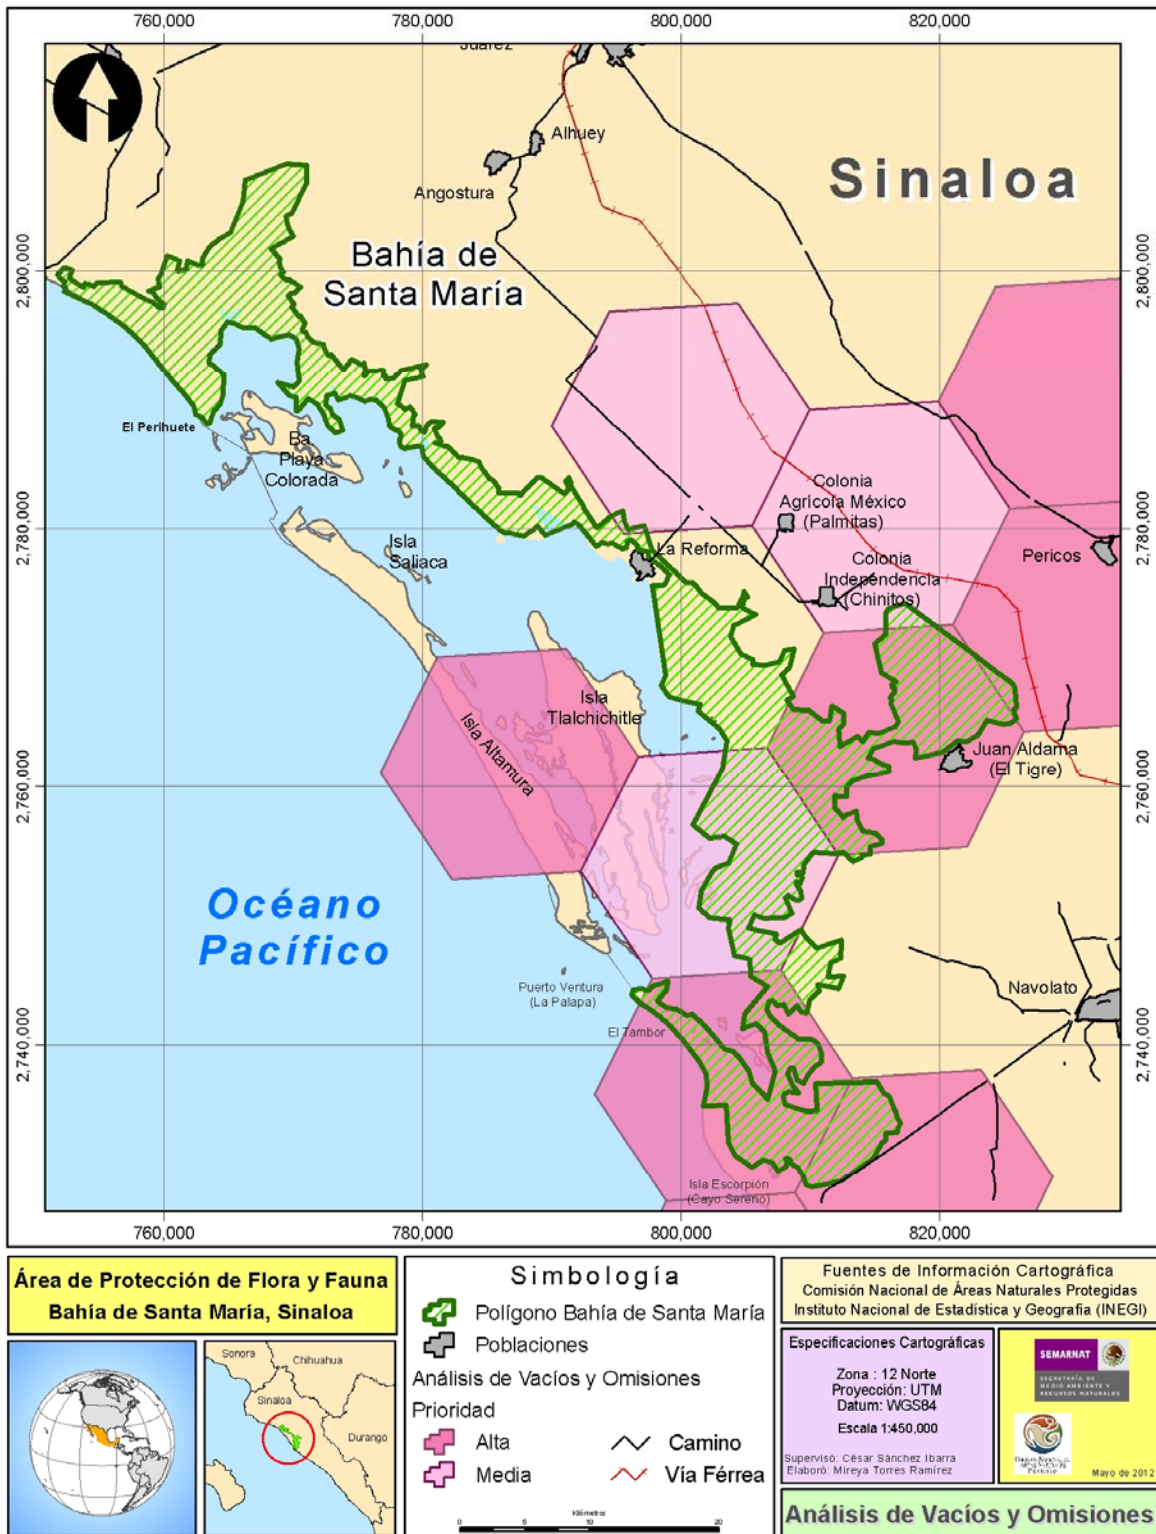 760,000
780,000
800,000
820,000
Juárez
Alhuey
Angostura
Sinaloa
2,800,000
2,800,000
Bahía de
Santa María
El Perihuete
Ba.
Playa
Colorada
Colonia
Agrícola México
(Palmitas)
2,780,000
2,780,000
Isla
Saliaca
La Reforma
Pericos
Colonia
Independencia
(Chinitos)
Isla
Tlalchichitle
Isla Altamura
Juan Aldama
(El Tigre)
2,760,000
2,760,000
Océano
Pacífico
Puerto Ventura
(La Palapa)
Navolato
El Tambor
2,740,000
2,740,000
Isla Escorpión
(Cayo Sereno)
760,000
780,000
800,000
820,000
Área de Protección de Flora y Fauna
Bahía de Santa María, Sinaloa
Sonora
Chihuahua
Sinaloa
Durango
Simbología
Polígono Bahía de Santa María
Poblaciones
Análisis de Vacíos y Omisiones
Prioridad
Alta
Media
Camino
Vía Férrea
Kilómetros
0
5
10
20
Fuentes de Información Cartográfica
Comisión Nacional de Áreas Naturales Protegidas
Instituto Nacional de Estadística y Geografía (INEGI)
Especificaciones Cartográficas
Zona : 12 Norte
Proyección: UTM
Datum: WGS84
Escala 1:450,000
Supervisó: César Sánchez Ibarra
Elaboró: Mireya Torres Ramírez
SEMARNAT
SECRETARÍA DE
MEDIO AMBIENTE Y
RECURSOS NATURALES
Mayo de 2012
Análisis de Vacíos y Omisiones